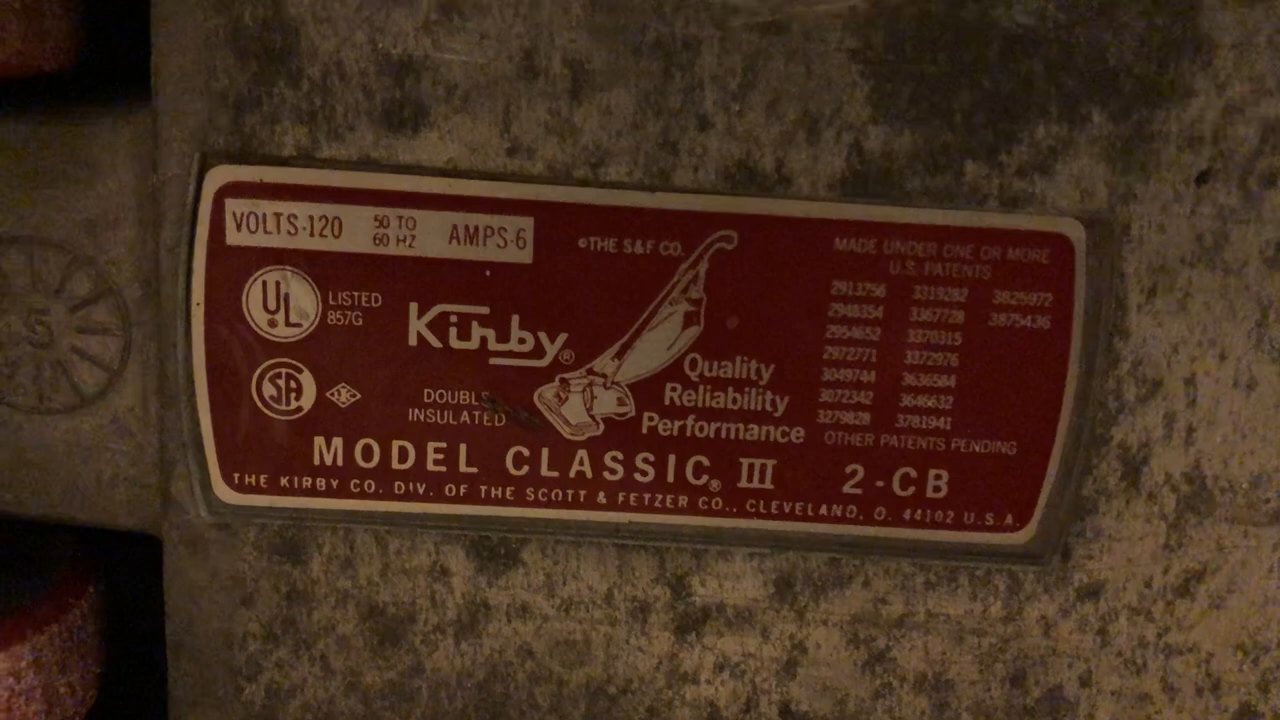 VOLTS·120 50 TO 60 HZ AMPS·6
©THE S&F CO.
UL® LISTED 857G
Kirby®
SA
DOUBLE INSULATED
Quality
Reliability
Performance
MADE UNDER ONE OR MORE
U.S. PATENTS
2913756 3319282 3825972
2948354 3367728 3875436
2954652 3370315
2972771 3372976
3049744 3636584
3072342 3646632
3279828 3781941
OTHER PATENTS PENDING
MODEL CLASSIC® III 2-CB
THE KIRBY CO. DIV. OF THE SCOTT & FETZER CO., CLEVELAND, O. 44102 U.S.A.